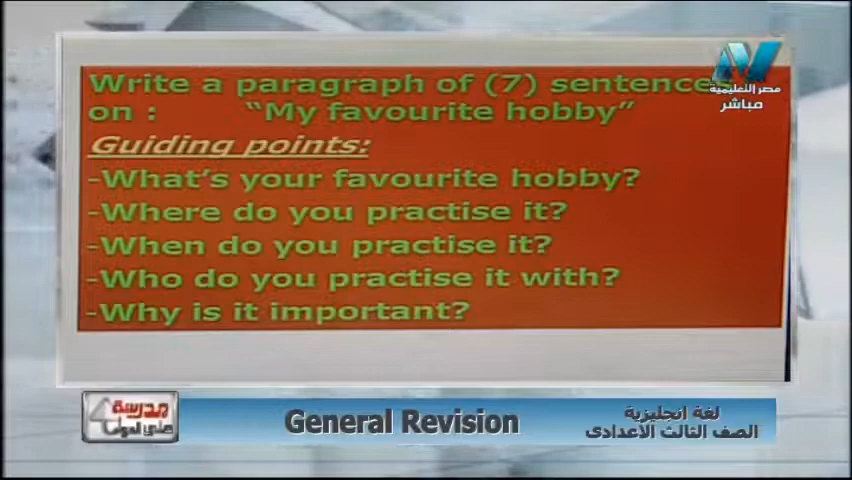 Write a paragraph of (7) sentences
on : "My favourite hobby"
Guiding points:
-What's your favourite hobby?
-Where do you practise it?
-When do you practise it?
-Who do you practise it with?
-Why is it important?
مصر التعليمية
مباشر
مدرسة
على الهواء
General Revision
لغة انجليزية
الصف الثالث الاعدادى